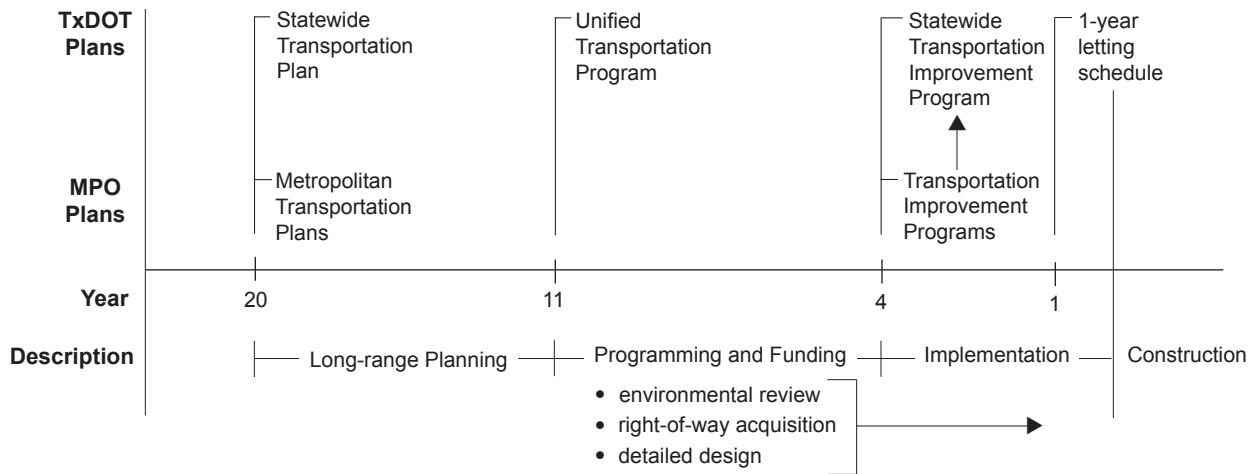 TxDOT
Plans
Statewide
Transportation
Plan
Unified
Transportation
Program
Statewide
Transportation
Improvement
Program
1-year
letting
schedule
MPO
Plans
Metropolitan
Transportation
Plans
Transportation
Improvement
Programs
Year
20
11
4
1
Description
Long-range Planning
Programming and Funding
Implementation
Construction
• environmental review
• right-of-way acquisition
• detailed design